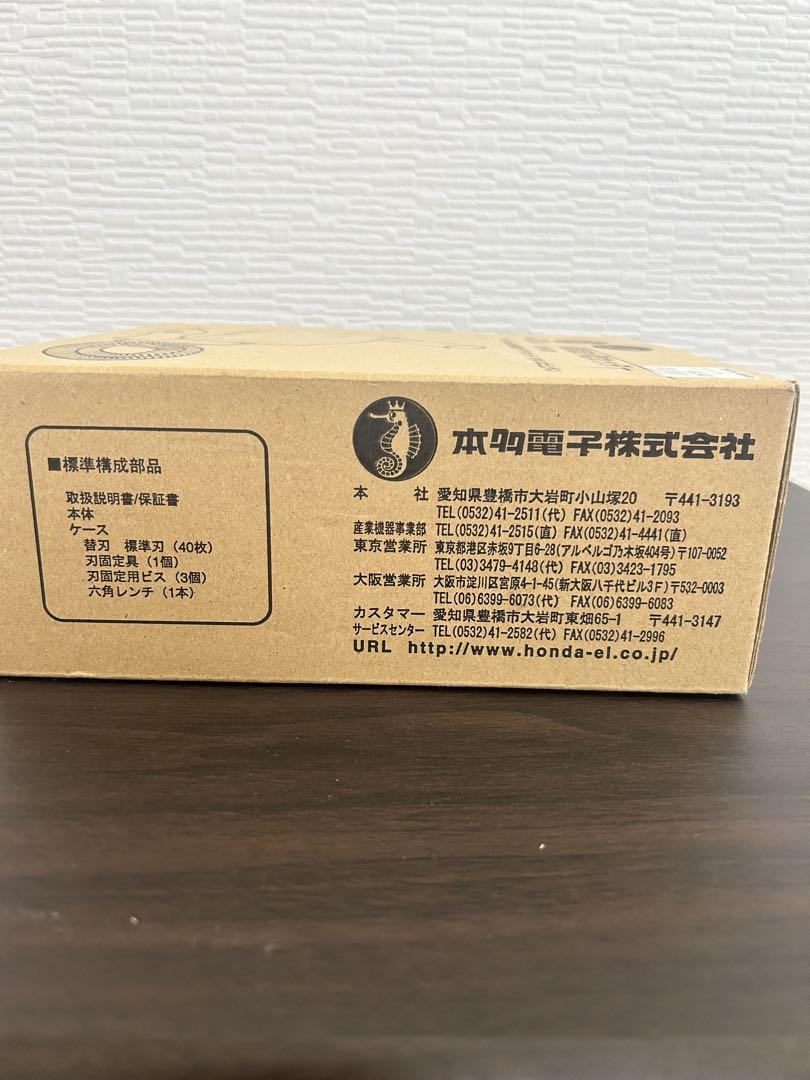 ■標準構成部品
取扱説明書/保証書
本体
ケース
替刃 標準刃(40枚)
刃固定具(1個)
刃固定用ビス(3個)
六角レンチ(1本)
本多電子株式会社
本 社 愛知県豊橋市大岩町小山塚20 〒441-3193
TEL(0532)41-2511(代) FAX(0532)41-2093
産業機器事業部 TEL(0532)41-2515(直) FAX(0532)41-4441(直)
東京営業所 東京都港区赤坂9丁目6-28(アルベルゴ乃木坂404号)〒107-0052
TEL(03)3479-4148(代) FAX(03)3423-1795
大阪営業所 大阪市淀川区宮原4-1-45(新大阪八千代ビル3F)〒532-0003
TEL(06)6399-6073(代) FAX(06)6399-6083
カスタマー 愛知県豊橋市大岩町東畑65-1 〒441-3147
サービスセンター TEL(0532)41-2582(代) FAX(0532)41-2996
URL http://www.honda-el.co.jp/